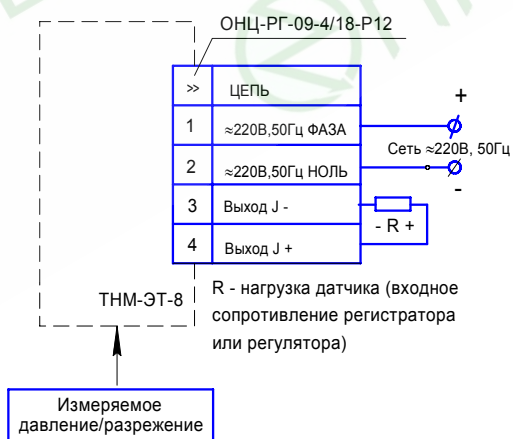 ОНЦ-РГ-09-4/18-Р12
>> ЦЕПЬ
1 ≈220В,50Гц ФАЗА
2 ≈220В,50Гц НОЛЬ
3 Выход J -
4 Выход J +
+
Сеть ≈220В, 50Гц
-
- R +
ТНМ-ЭТ-8
R - нагрузка датчика (входное
сопротивление регистратора
или регулятора)
Измеряемое
давление/разрежение